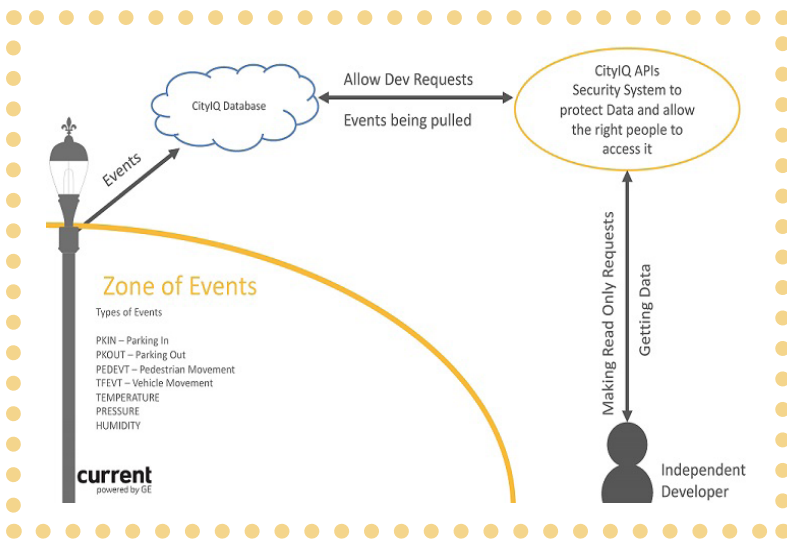 CityIQ Database
Allow Dev Requests
Events being pulled
CityIQ APIs
Security System to
protect Data and allow
the right people to
access it
Events
Zone of Events
Types of Events
PKIN – Parking In
PKOUT – Parking Out
PEDEVT – Pedestrian Movement
TFEVT – Vehicle Movement
TEMPERATURE
PRESSURE
HUMIDITY
Making Read Only Requests
Getting Data
current
powered by GE
Independent
Developer